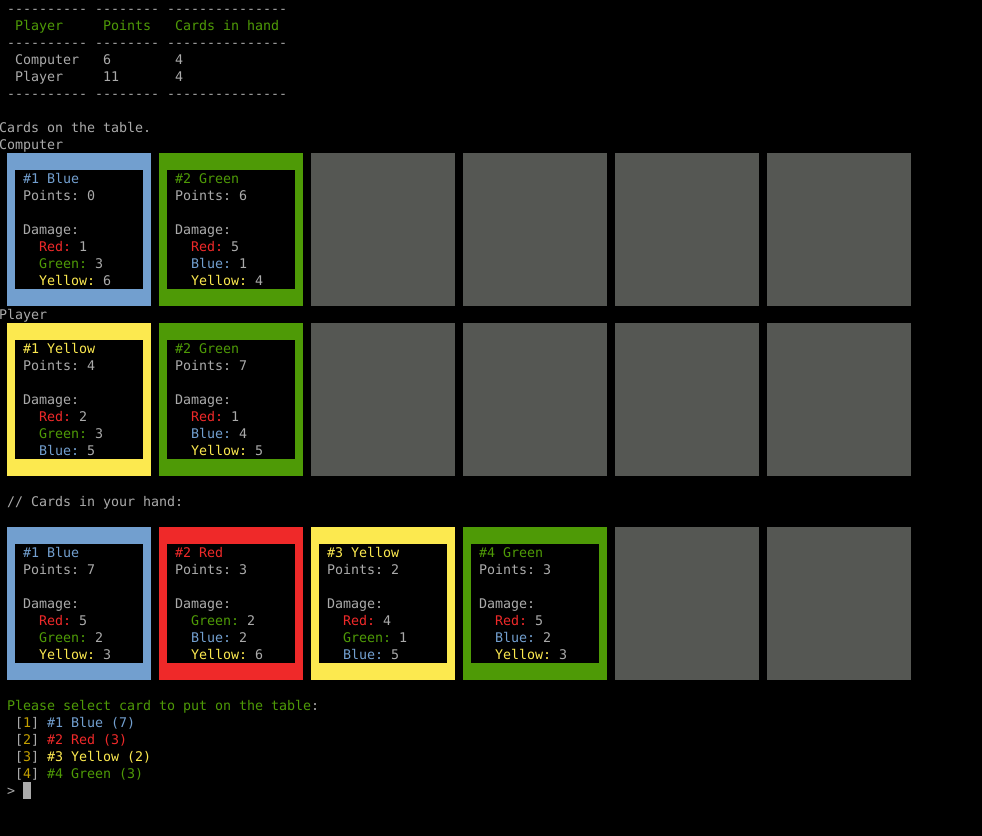 ---------- -------- ---------------
Player Points Cards in hand
---------- -------- ---------------
Computer 6 4
Player 11 4
---------- -------- ---------------
Cards on the table.
Computer
#1 Blue #2 Green
Points: 0 Points: 6
Damage: Damage:
Red: 1 Red: 5
Green: 3 Blue: 1
Yellow: 6 Yellow: 4
Player
#1 Yellow #2 Green
Points: 4 Points: 7
Damage: Damage:
Red: 2 Red: 1
Green: 3 Blue: 4
Blue: 5 Yellow: 5
// Cards in your hand:
#1 Blue #2 Red #3 Yellow #4 Green
Points: 7 Points: 3 Points: 2 Points: 3
Damage: Damage: Damage: Damage:
Red: 5 Green: 2 Red: 4 Red: 5
Green: 2 Blue: 2 Green: 1 Blue: 2
Yellow: 3 Yellow: 6 Blue: 5 Yellow: 3
Please select card to put on the table:
[1] #1 Blue (7)
[2] #2 Red (3)
[3] #3 Yellow (2)
[4] #4 Green (3)
>